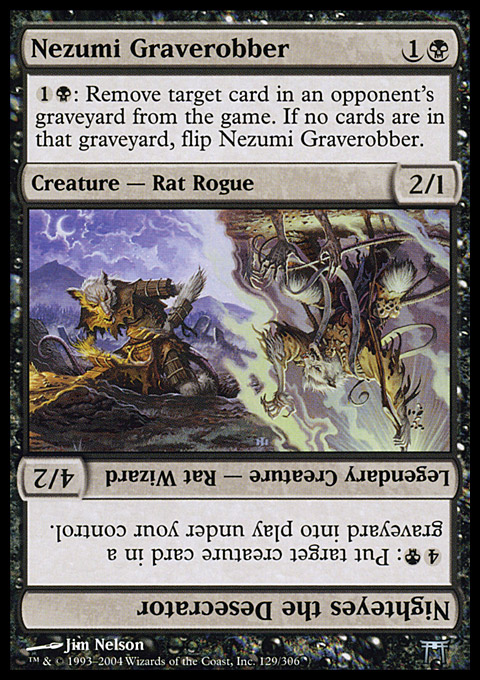 Nezumi Graverobber 1
1: Remove target card in an opponent's
graveyard from the game. If no cards are in
that graveyard, flip Nezumi Graverobber.
Creature — Rat Rogue
2/1
Legendary Creature — Rat Wizard
4/2
4: Put target creature card in a
graveyard into play under your control.
Nighteyes the Desecrator
Jim Nelson
™ & © 1993–2004 Wizards of the Coast, Inc. 129/306